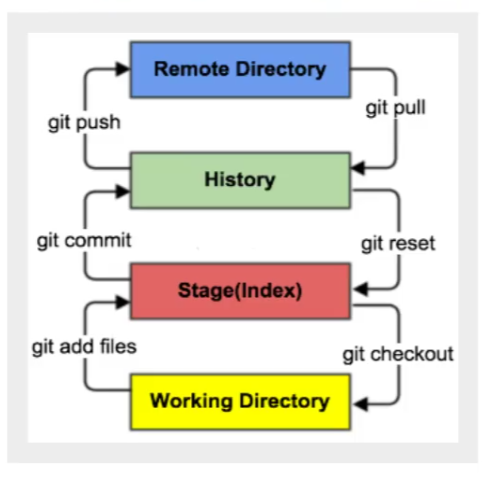 Remote Directory
git push
git pull
History
git commit
git reset
Stage(Index)
git add files
git checkout
Working Directory